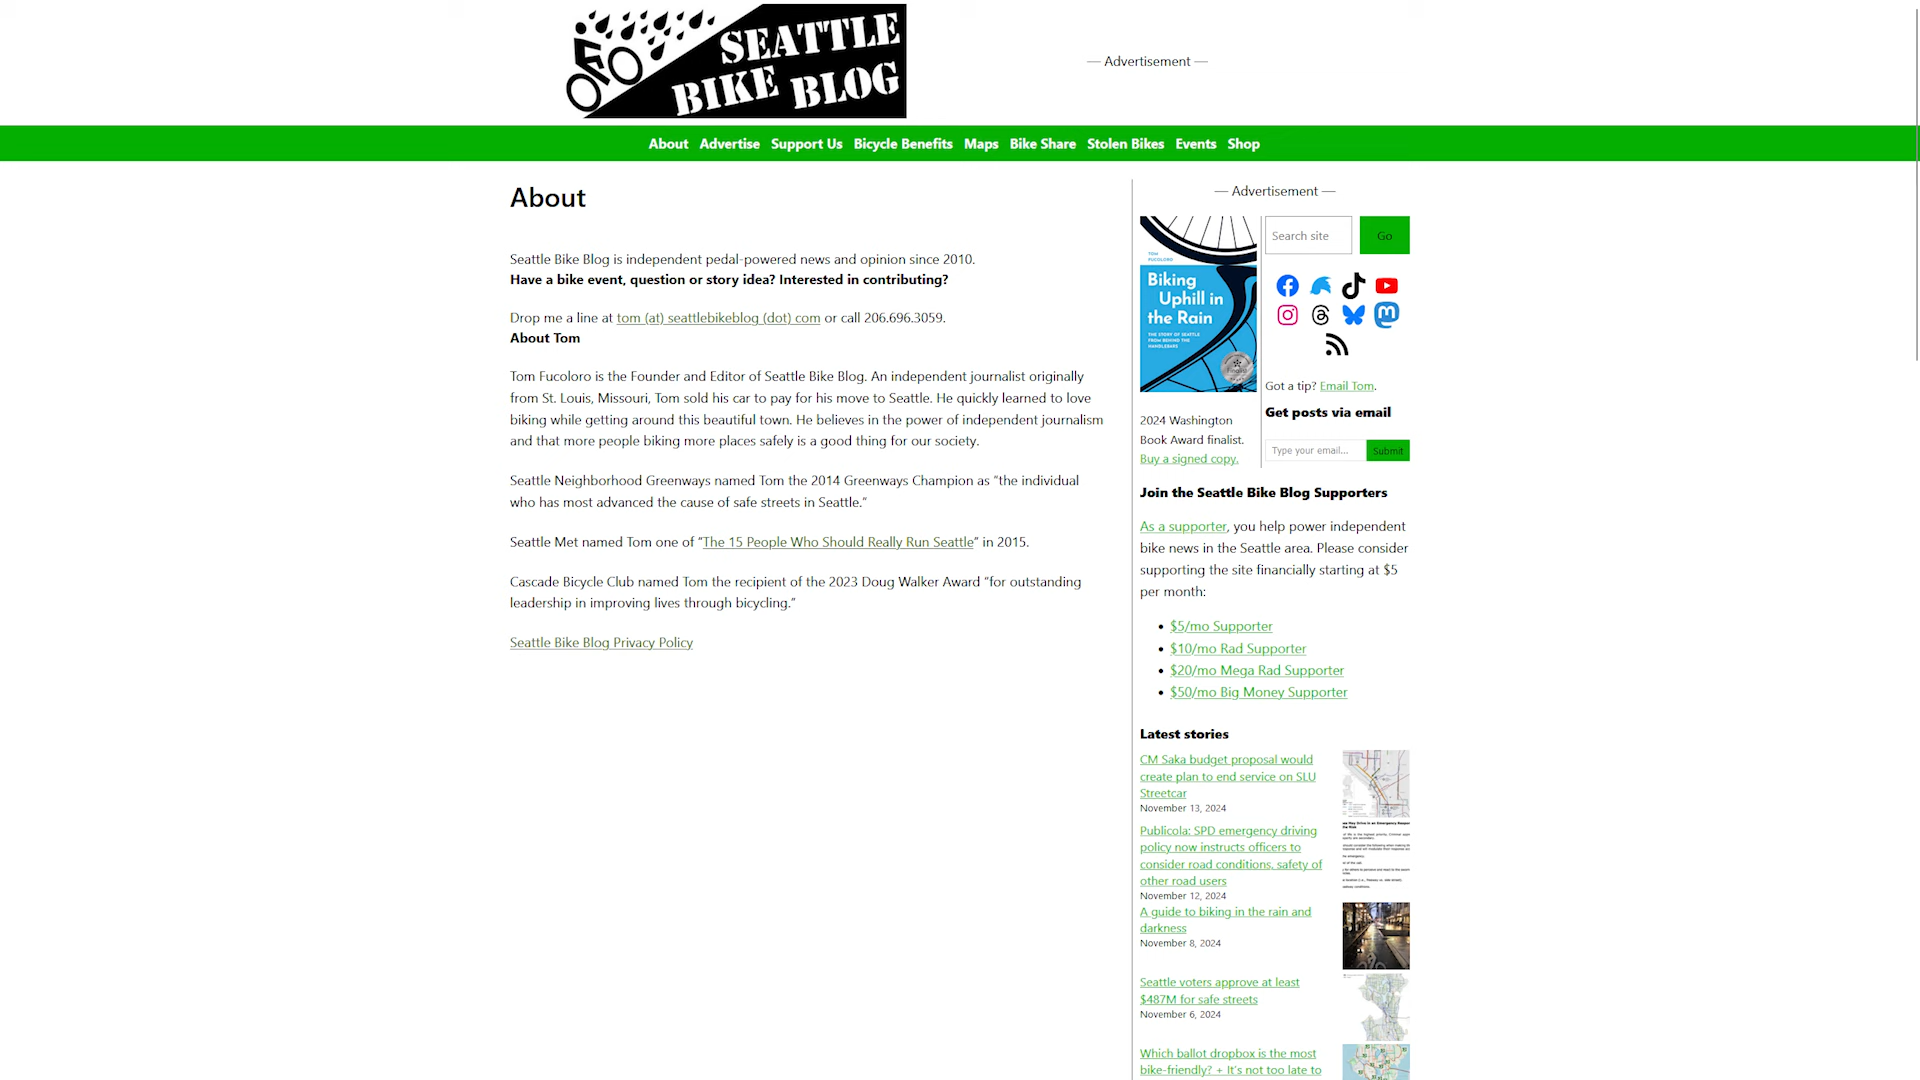 SEATTLE
BIKE BLOG
— Advertisement —
About Advertise Support Us Bicycle Benefits Maps Bike Share Stolen Bikes Events Shop
About
Seattle Bike Blog is independent pedal-powered news and opinion since 2010.
Have a bike event, question or story idea? Interested in contributing?
Drop me a line at tom (at) seattlebikeblog (dot) com or call 206.696.3059.
About Tom
Tom Fucoloro is the Founder and Editor of Seattle Bike Blog. An independent journalist originally
from St. Louis, Missouri, Tom sold his car to pay for his move to Seattle. He quickly learned to love
biking while getting around this beautiful town. He believes in the power of independent journalism
and that more people biking more places safely is a good thing for our society.
Seattle Neighborhood Greenways named Tom the 2014 Greenways Champion as “the individual
who has most advanced the cause of safe streets in Seattle.”
Seattle Met named Tom one of “The 15 People Who Should Really Run Seattle” in 2015.
Cascade Bicycle Club named Tom the recipient of the 2023 Doug Walker Award “for outstanding
leadership in improving lives through bicycling.”
Seattle Bike Blog Privacy Policy
— Advertisement —
TOM
FUCOLORO
Biking
Uphill in
the Rain
THE STORY OF SEATTLE
FROM BEHIND THE
HANDLEBARS
2024 Washington
Book Award finalist.
Buy a signed copy.
Search site
Go
Got a tip? Email Tom.
Get posts via email
Type your email…
Submit
Join the Seattle Bike Blog Supporters
As a supporter, you help power independent
bike news in the Seattle area. Please consider
supporting the site financially starting at $5
per month:
• $5/mo Supporter
• $10/mo Rad Supporter
• $20/mo Mega Rad Supporter
• $50/mo Big Money Supporter
Latest stories
CM Saka budget proposal would
create plan to end service on SLU
Streetcar
November 13, 2024
Publicola: SPD emergency driving
policy now instructs officers to
consider road conditions, safety of
other road users
November 12, 2024
A guide to biking in the rain and
darkness
November 8, 2024
Seattle voters approve at least
$487M for safe streets
November 6, 2024
Which ballot dropbox is the most
bike-friendly? + It's not too late to